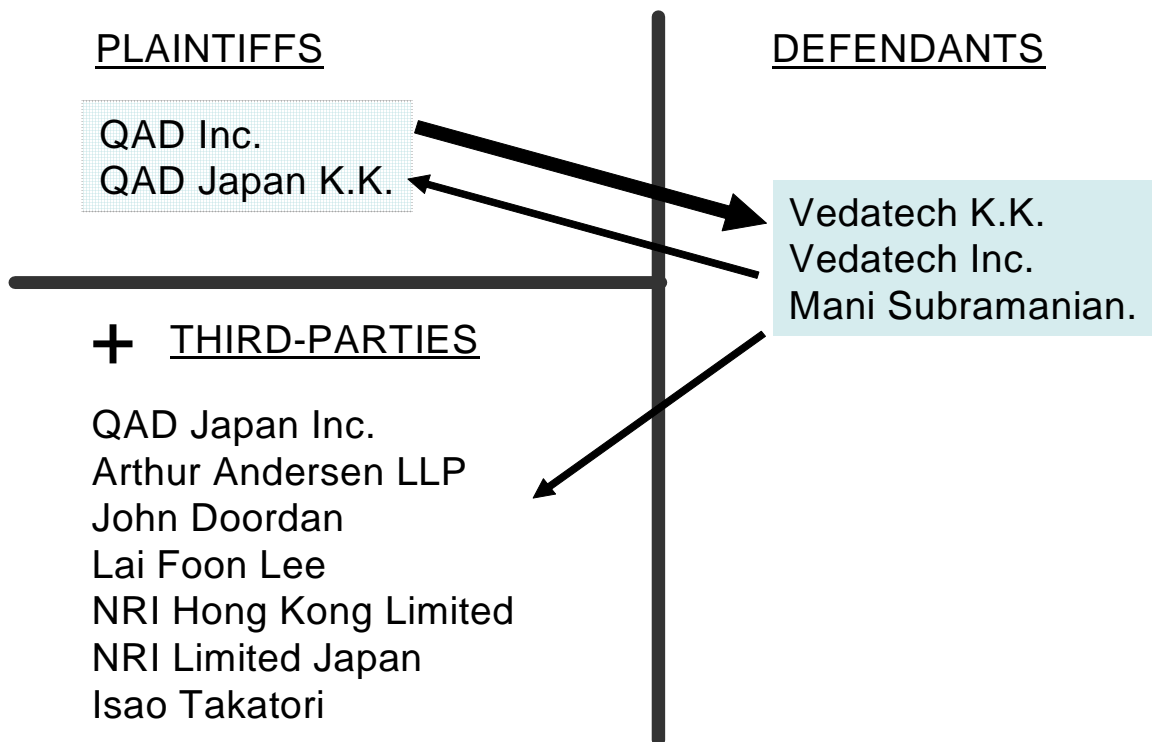 PLAINTIFFS
QAD Inc.
QAD Japan K.K.
DEFENDANTS
Vedatech K.K.
Vedatech Inc.
Mani Subramanian.
+ THIRD-PARTIES
QAD Japan Inc.
Arthur Andersen LLP
John Doordan
Lai Foon Lee
NRI Hong Kong Limited
NRI Limited Japan
Isao Takatori